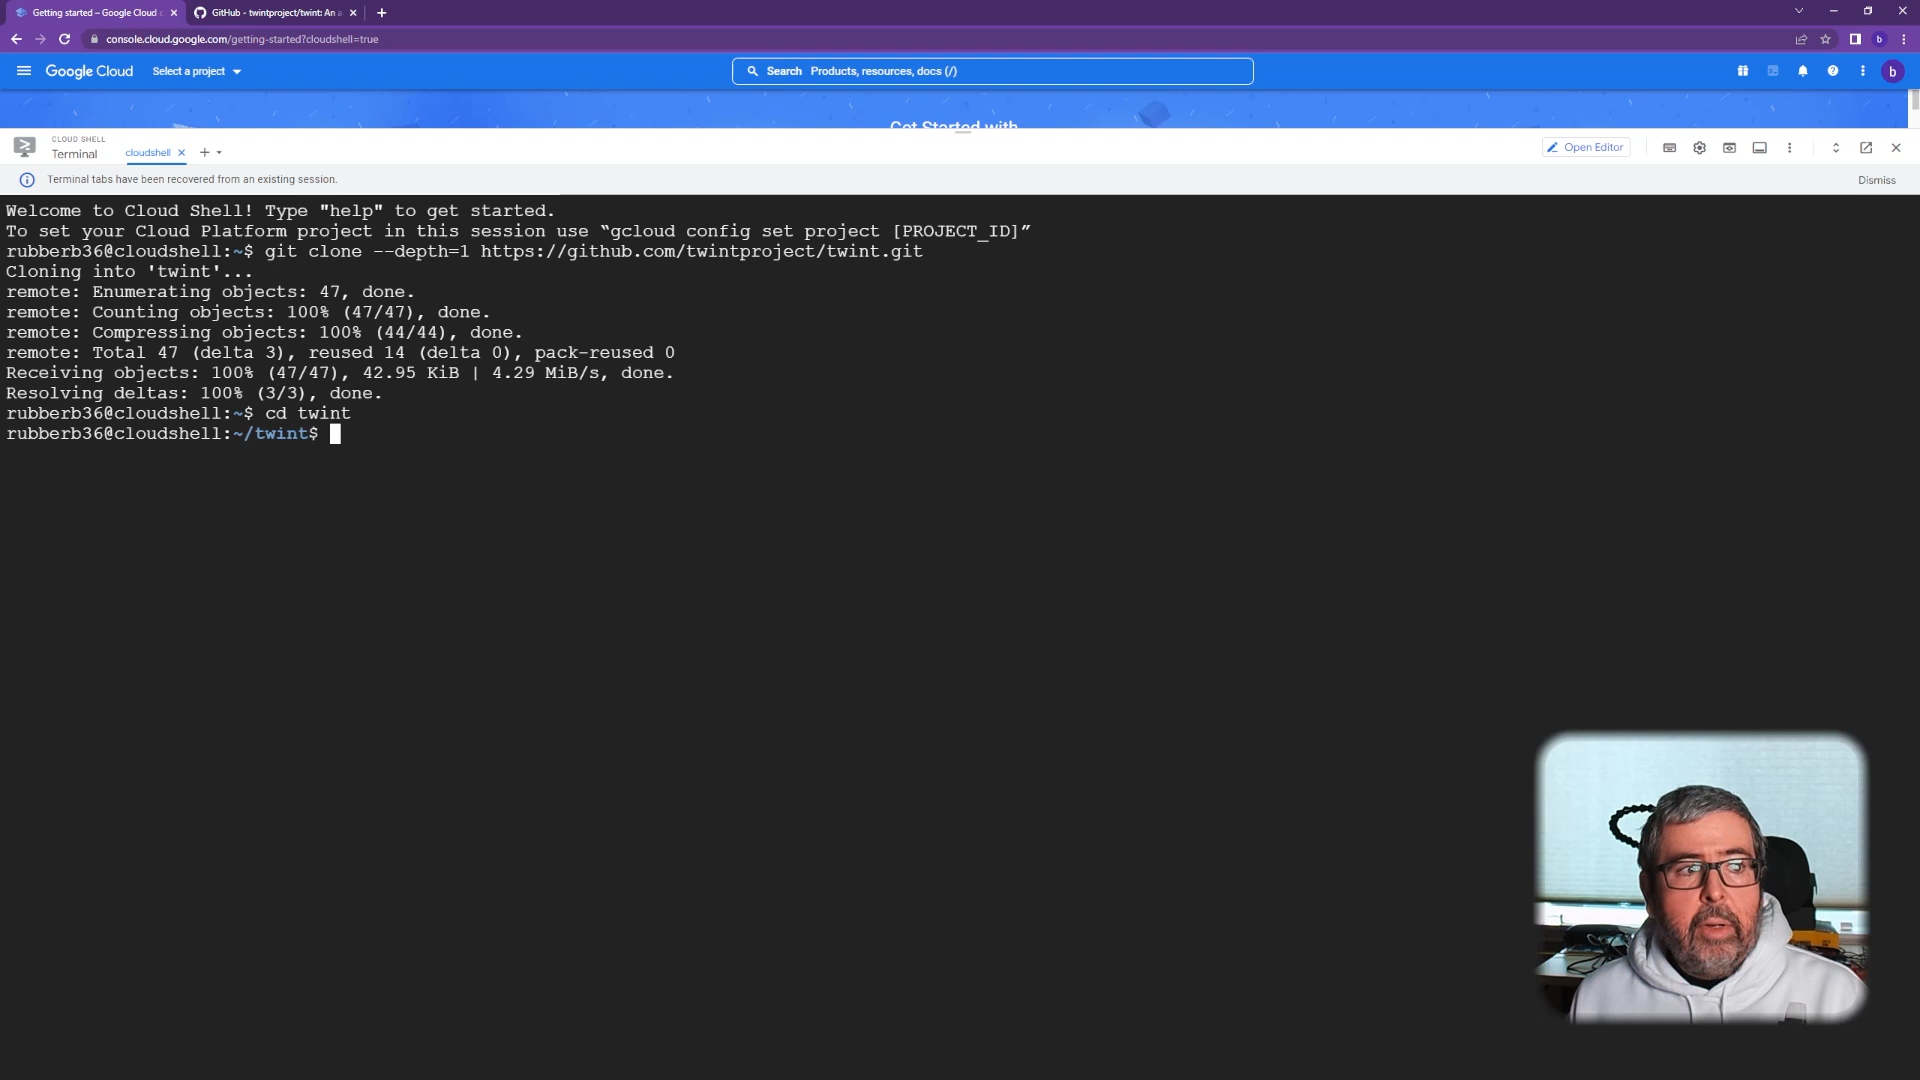 Getting started – Google Cloud
GitHub - twintproject/twint: An a
console.cloud.google.com/getting-started?cloudshell=true
b
Google Cloud
Select a project
Search Products, resources, docs (/)
b
Get Started with
CLOUD SHELL
Terminal
cloudshell
Open Editor
Terminal tabs have been recovered from an existing session.
Dismiss
Welcome to Cloud Shell! Type "help" to get started.
To set your Cloud Platform project in this session use “gcloud config set project [PROJECT_ID]”
rubberb36@cloudshell:~$ git clone --depth=1 https://github.com/twintproject/twint.git
Cloning into 'twint'...
remote: Enumerating objects: 47, done.
remote: Counting objects: 100% (47/47), done.
remote: Compressing objects: 100% (44/44), done.
remote: Total 47 (delta 3), reused 14 (delta 0), pack-reused 0
Receiving objects: 100% (47/47), 42.95 KiB | 4.29 MiB/s, done.
Resolving deltas: 100% (3/3), done.
rubberb36@cloudshell:~$ cd twint
rubberb36@cloudshell:~/twint$